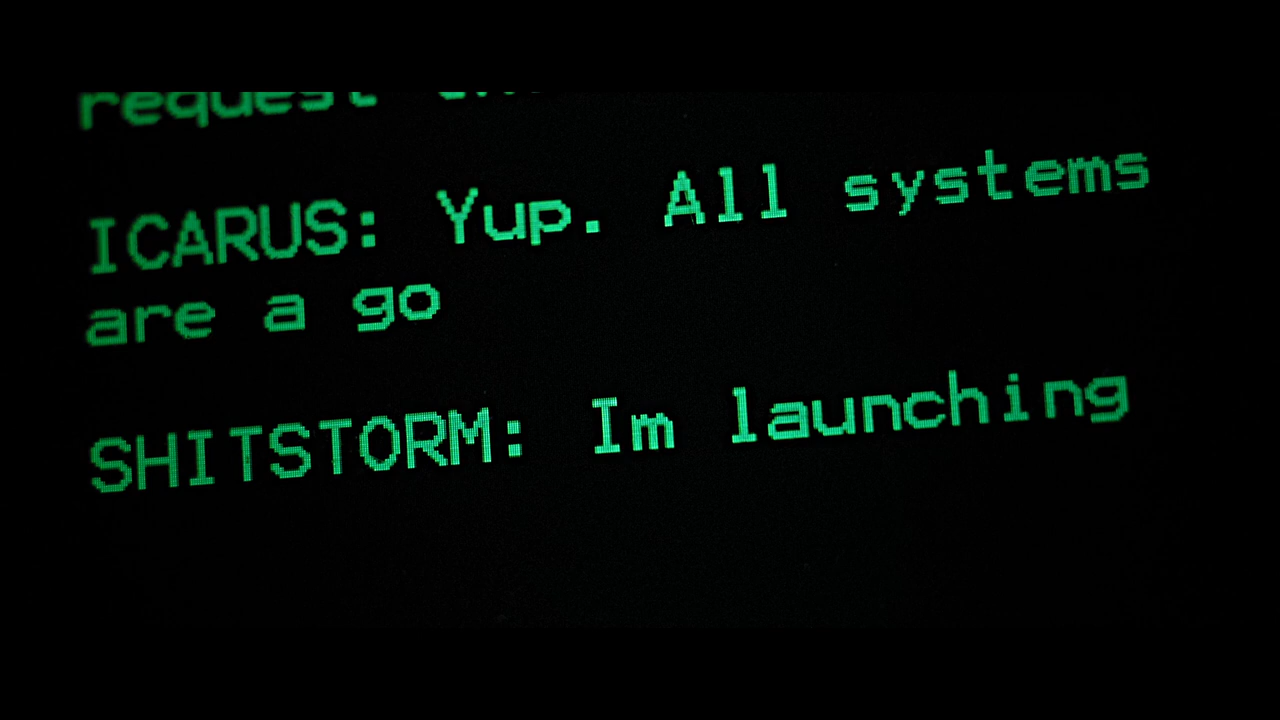 request
ICARUS: Yup. All systems
are a go
SHITSTORM: Im launching